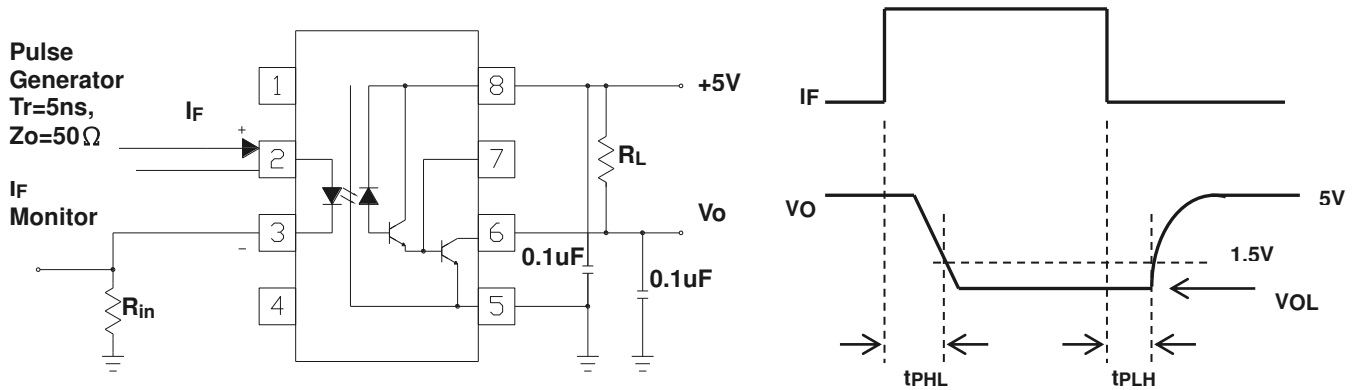 Pulse
Generator
Tr=5ns,
Zo=50Ω
IF
+
IF
Monitor
−
Rin
1
2
3
4
8
7
6
5
+5V
RL
Vo
0.1uF
0.1uF
IF
VO
5V
1.5V
VOL
tPHL
tPLH